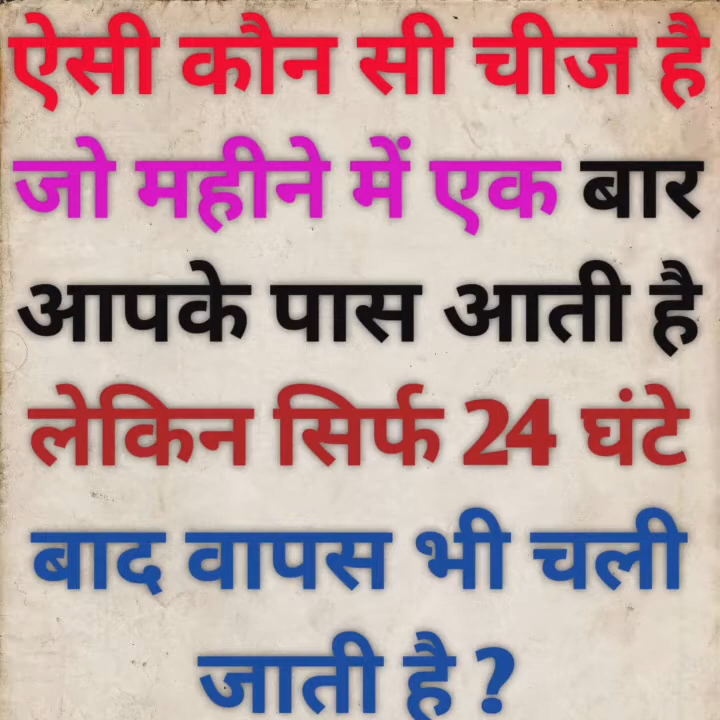 ऐसी कौन सी चीज है
जो महीने में एक बार
आपके पास आती है
लेकिन सिर्फ 24 घंटे
बाद वापस भी चली
जाती है ?